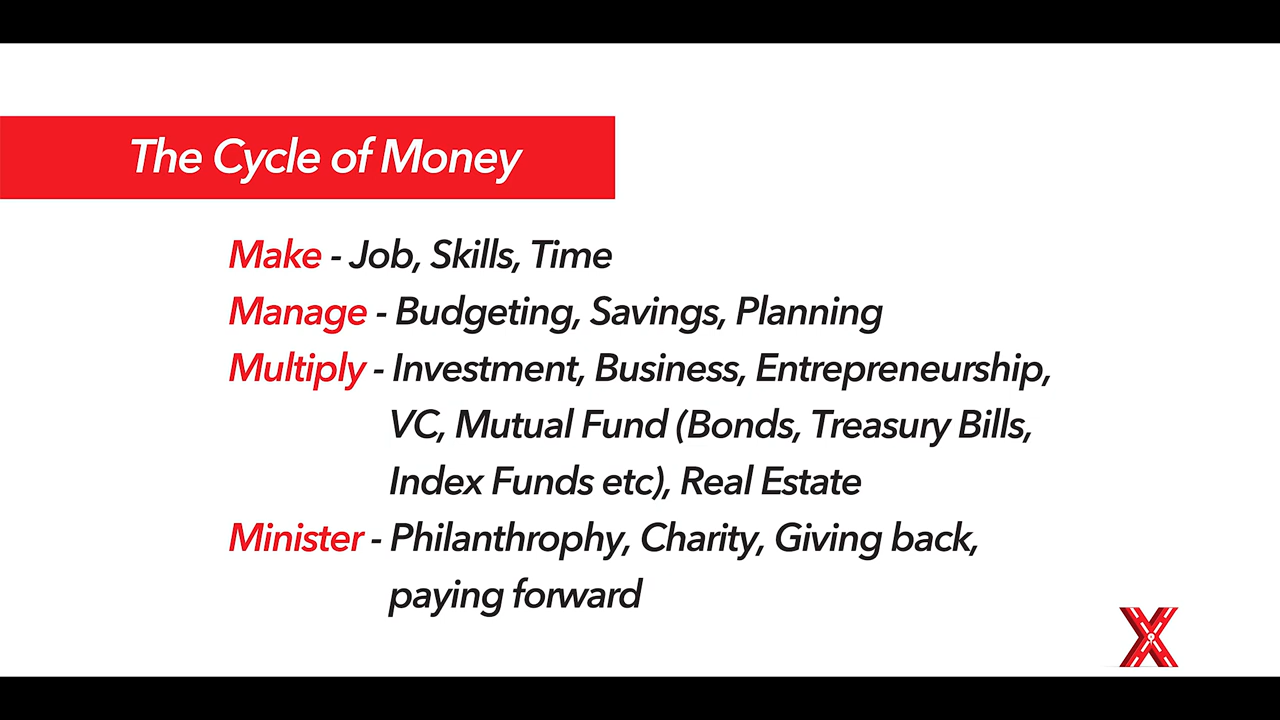 The Cycle of Money
Make - Job, Skills, Time
Manage - Budgeting, Savings, Planning
Multiply - Investment, Business, Entrepreneurship,
VC, Mutual Fund (Bonds, Treasury Bills,
Index Funds etc), Real Estate
Minister - Philanthrophy, Charity, Giving back,
paying forward